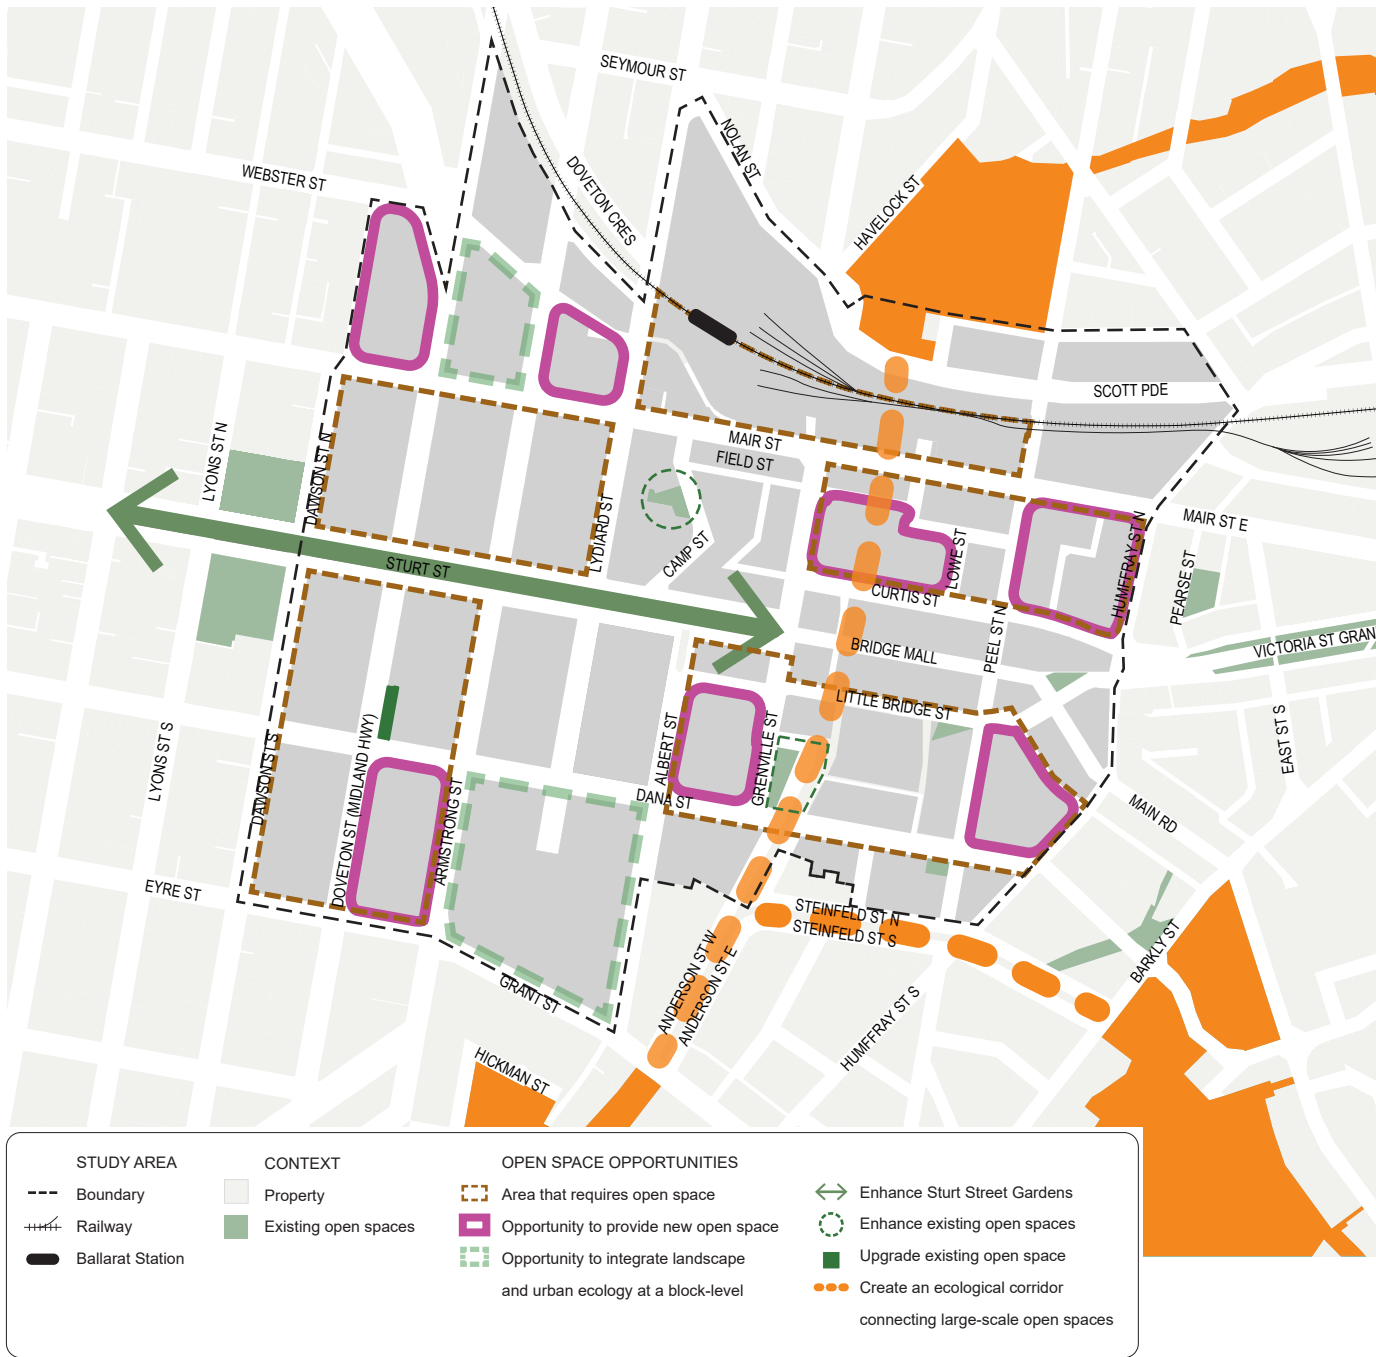 SEYMOUR ST
NOLAN ST
DOVETON CRES
WEBSTER ST
HAVELOCK ST
SCOTT PDE
LYONS ST N
DAWSON ST N
MAIR ST
FIELD ST
LYDIARD ST
CAMP ST
STURT ST
LOWE ST
CURTIS ST
HUMFFRAY ST N
MAIR ST E
PEARSE ST
PEEL ST N
BRIDGE MALL
VICTORIA ST GRAN
LITTLE BRIDGE ST
LYONS ST S
DAWSON ST S
DOVETON ST (MIDLAND HWY)
ARMSTRONG ST
ALBERT ST
GRENVILLE ST
DANA ST
EAST ST S
MAIN RD
EYRE ST
STEINFELD ST N
STEINFELD ST S
ANDERSON ST W
ANDERSON ST E
BARKLY ST
GRANT ST
HUMFFRAY ST S
HICKMAN ST
STUDY AREA
Boundary
Railway
Ballarat Station
CONTEXT
Property
Existing open spaces
OPEN SPACE OPPORTUNITIES
Area that requires open space
Opportunity to provide new open space
Opportunity to integrate landscape
and urban ecology at a block-level
Enhance Sturt Street Gardens
Enhance existing open spaces
Upgrade existing open space
Create an ecological corridor
connecting large-scale open spaces